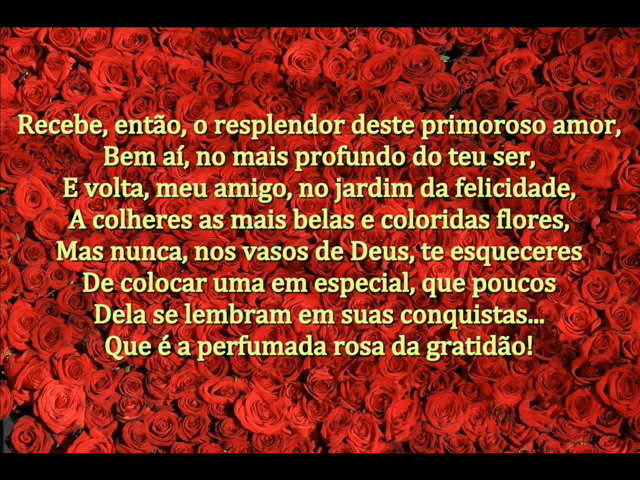 Recebe, então, o resplendor deste primoroso amor,
Bem aí, no mais profundo do teu ser,
E volta, meu amigo, no jardim da felicidade,
A colheres as mais belas e coloridas flores,
Mas nunca, nos vasos de Deus, te esqueceres
De colocar uma em especial, que poucos
Dela se lembram em suas conquistas...
Que é a perfumada rosa da gratidão!